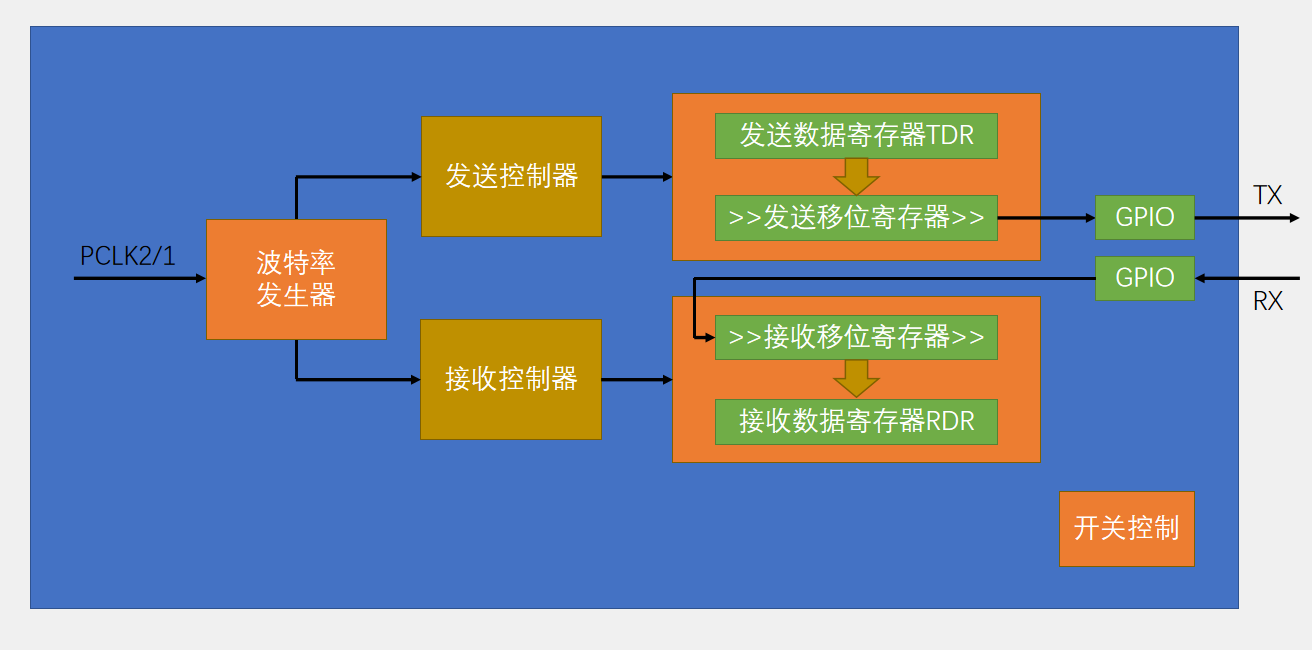 发送数据寄存器TDR
发送控制器
>>发送移位寄存器>>
GPIO
TX
PCLK2/1
波特率
发生器
GPIO
RX
>>接收移位寄存器>>
接收控制器
接收数据寄存器RDR
开关控制